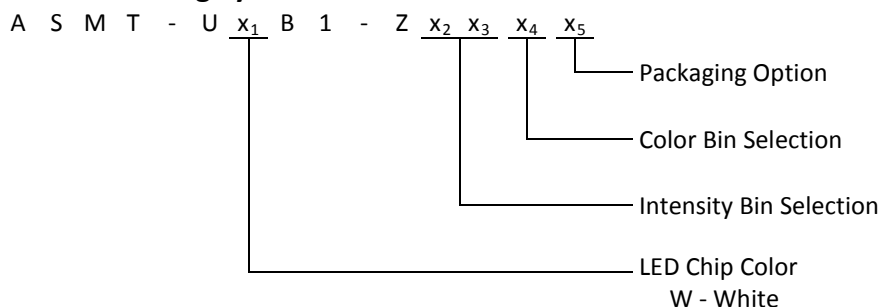 A S M T - U x₁ B 1 - Z x₂ x₃ x₄ x₅
Packaging Option
Color Bin Selection
Intensity Bin Selection
LED Chip Color
W - White